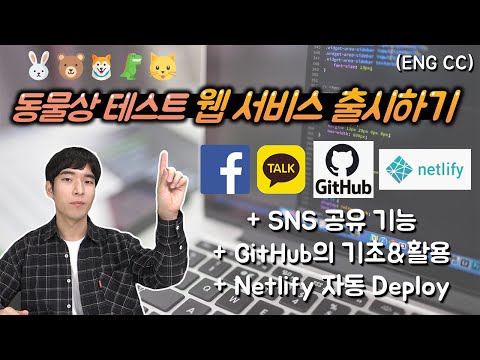 (ENG CC)
동물상 테스트 웹 서비스 출시하기
f
TALK
GitHub
netlify
+ SNS 공유 기능
+ GitHub의 기초&활용
+ Netlify 자동 Deploy